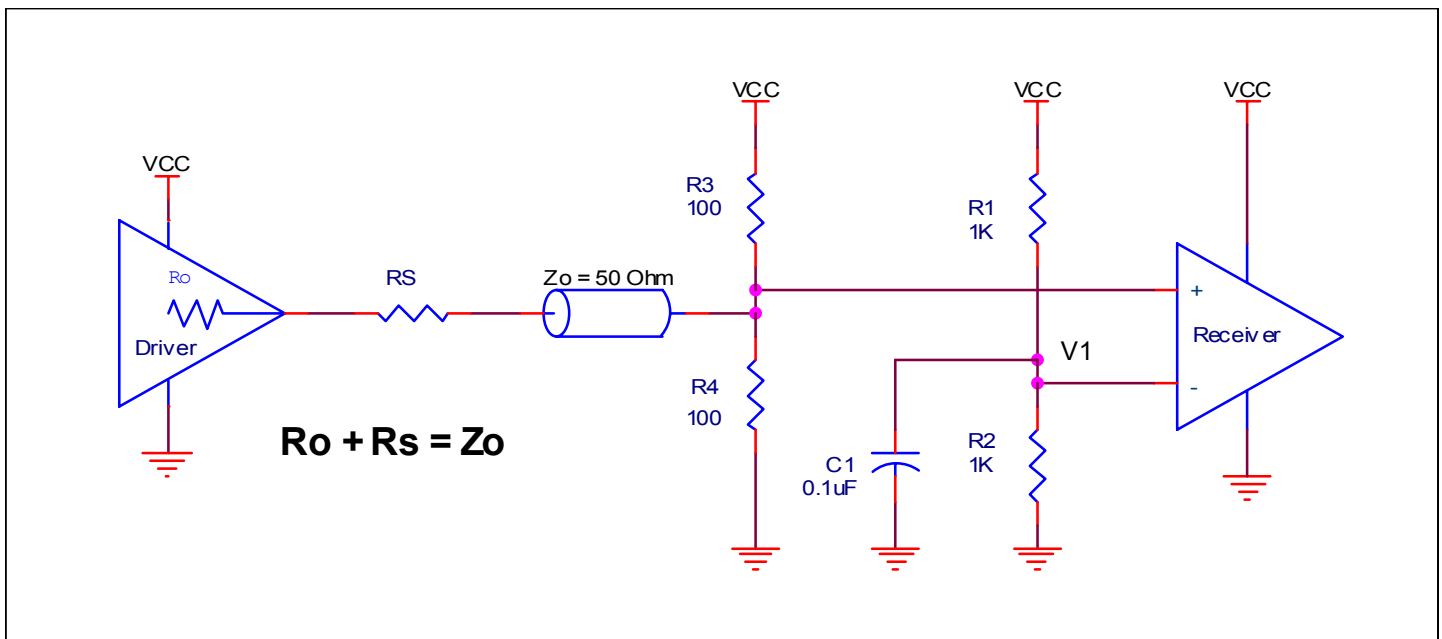 VCC
VCC
VCC
VCC
R3
100
R1
1K
Ro
RS
Zo = 50 Ohm
+
Driver
Receiver
V1
-
R4
100
Ro + Rs = Zo
C1
0.1uF
R2
1K